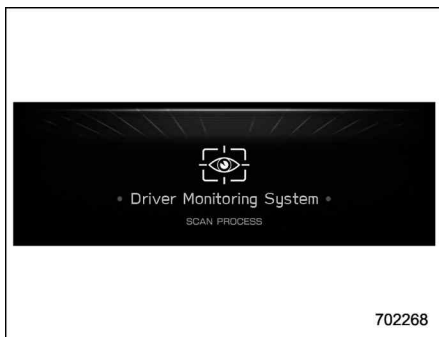 • Driver Monitoring System •
SCAN PROCESS
702268